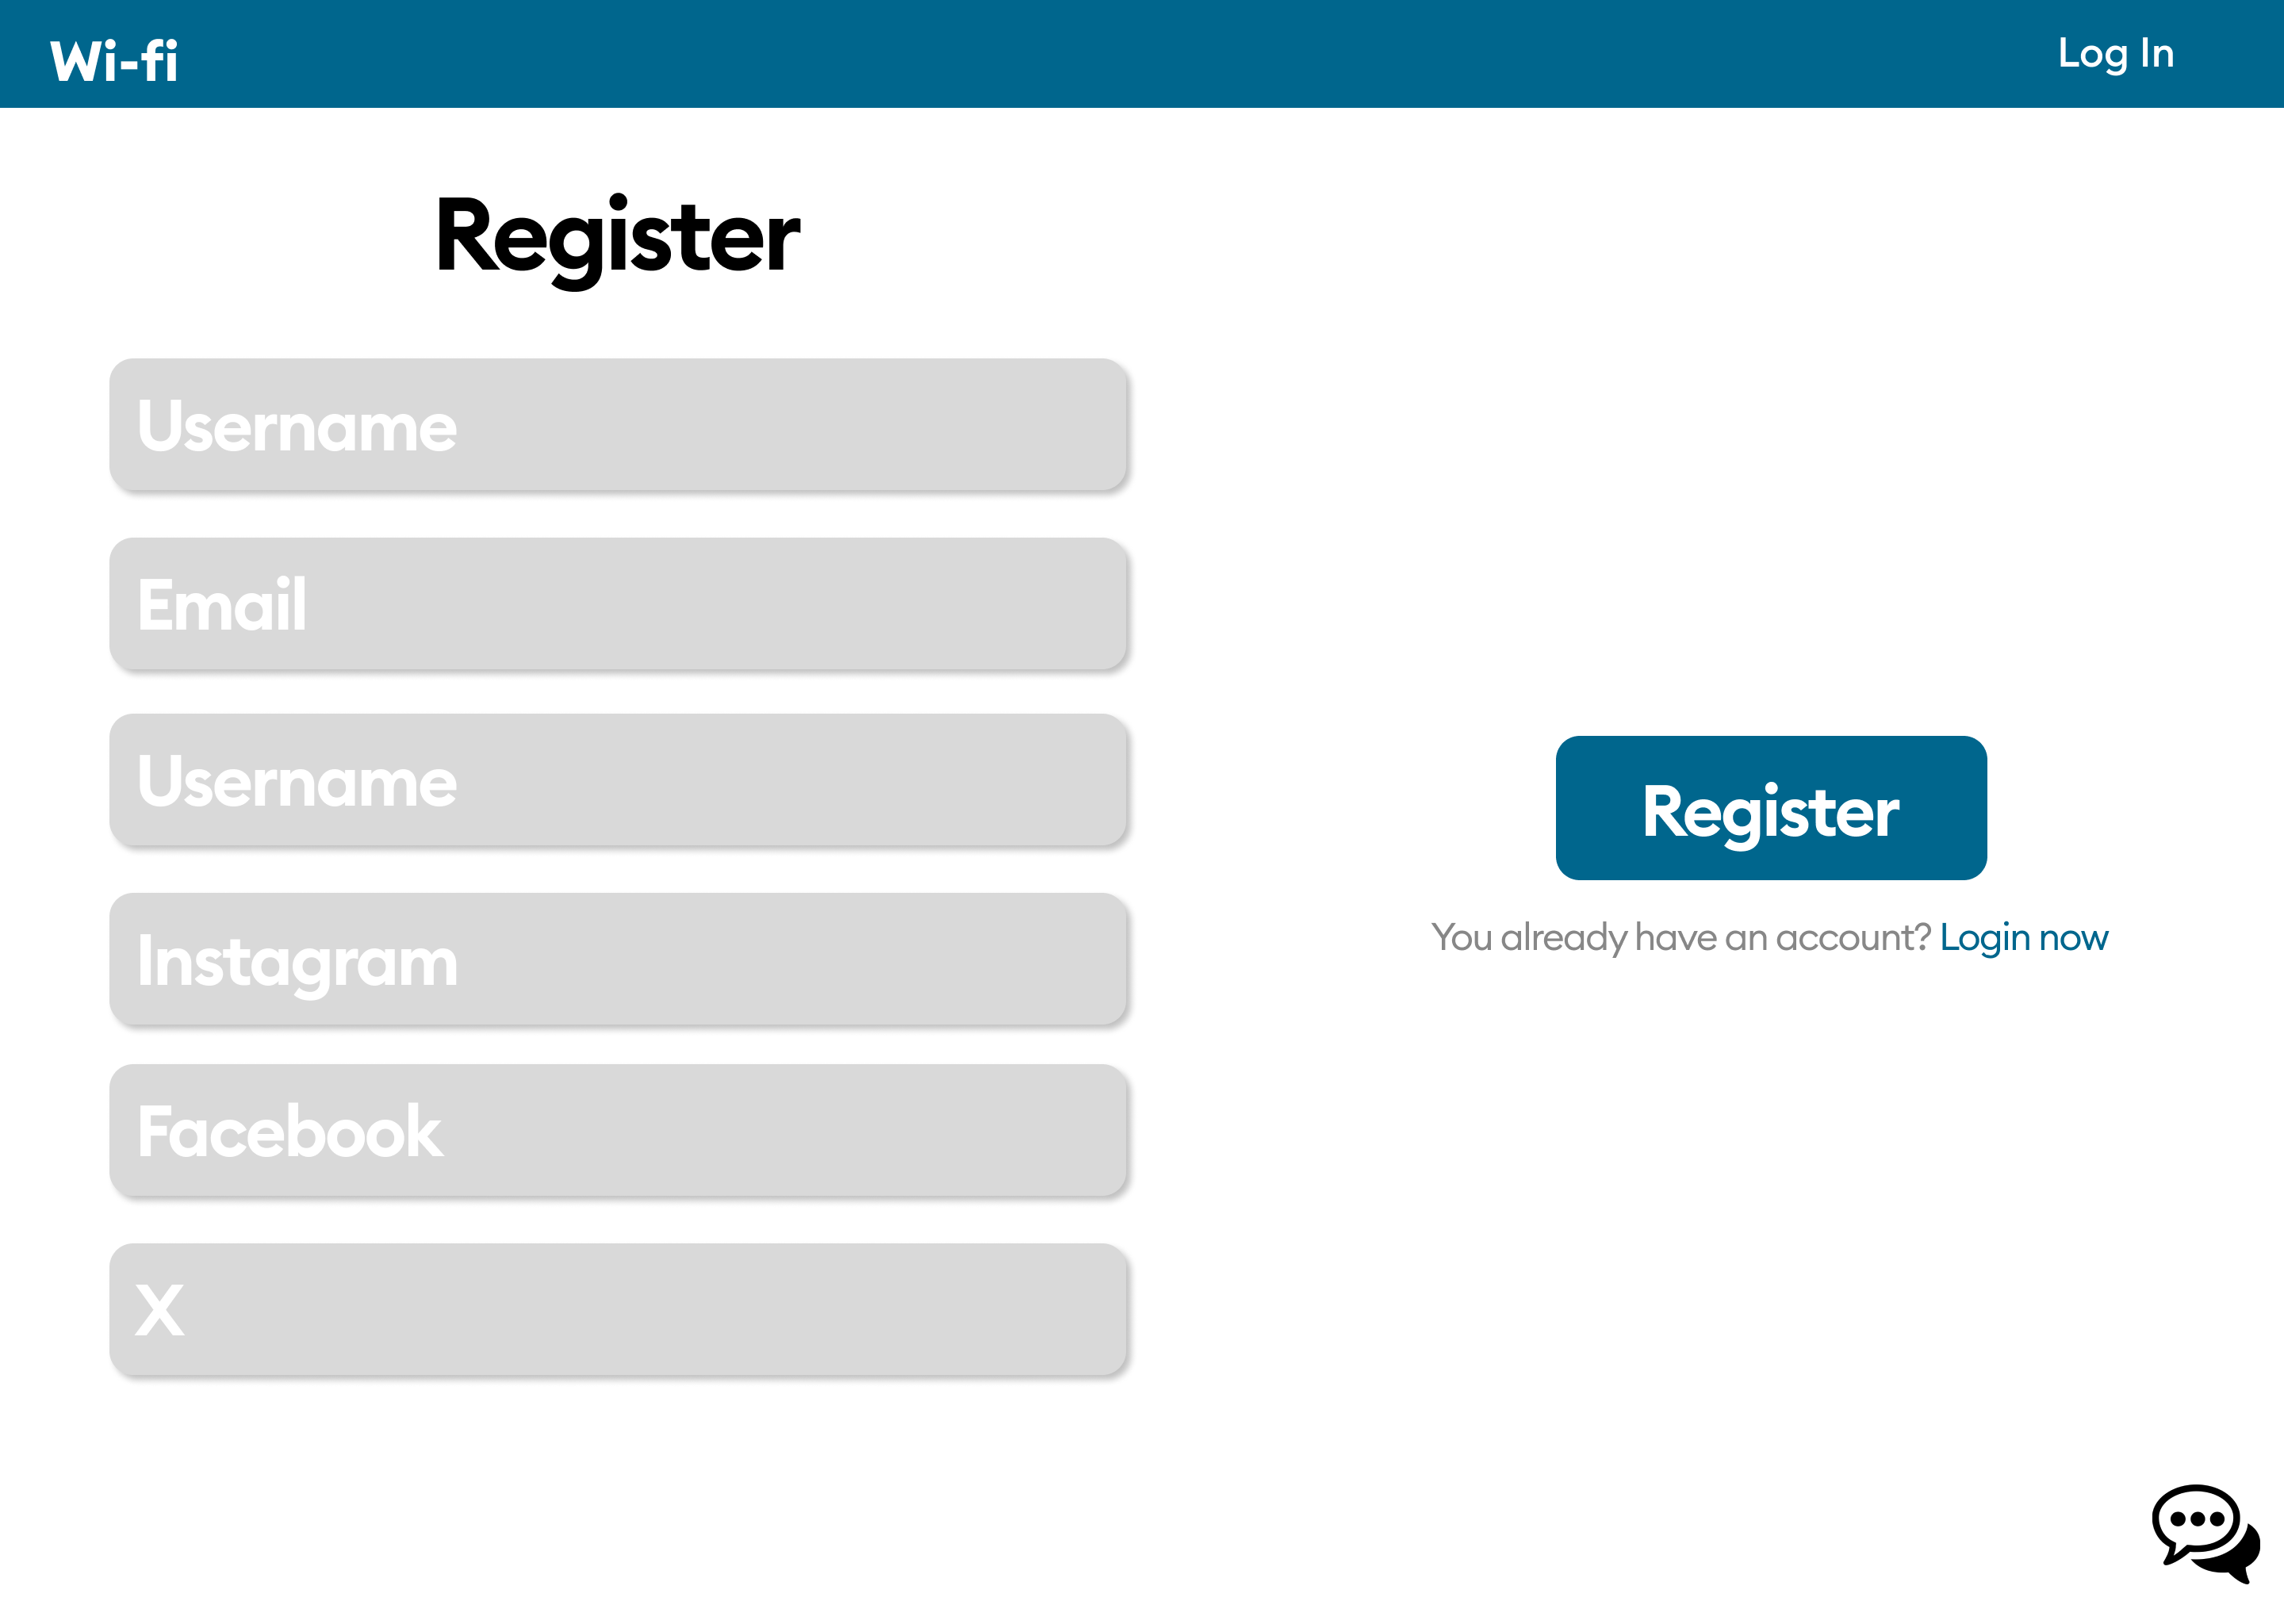 Wi-fi
Log In
Register
Username
Email
Username
Instagram
Facebook
X
Register
You already have an account? Login now